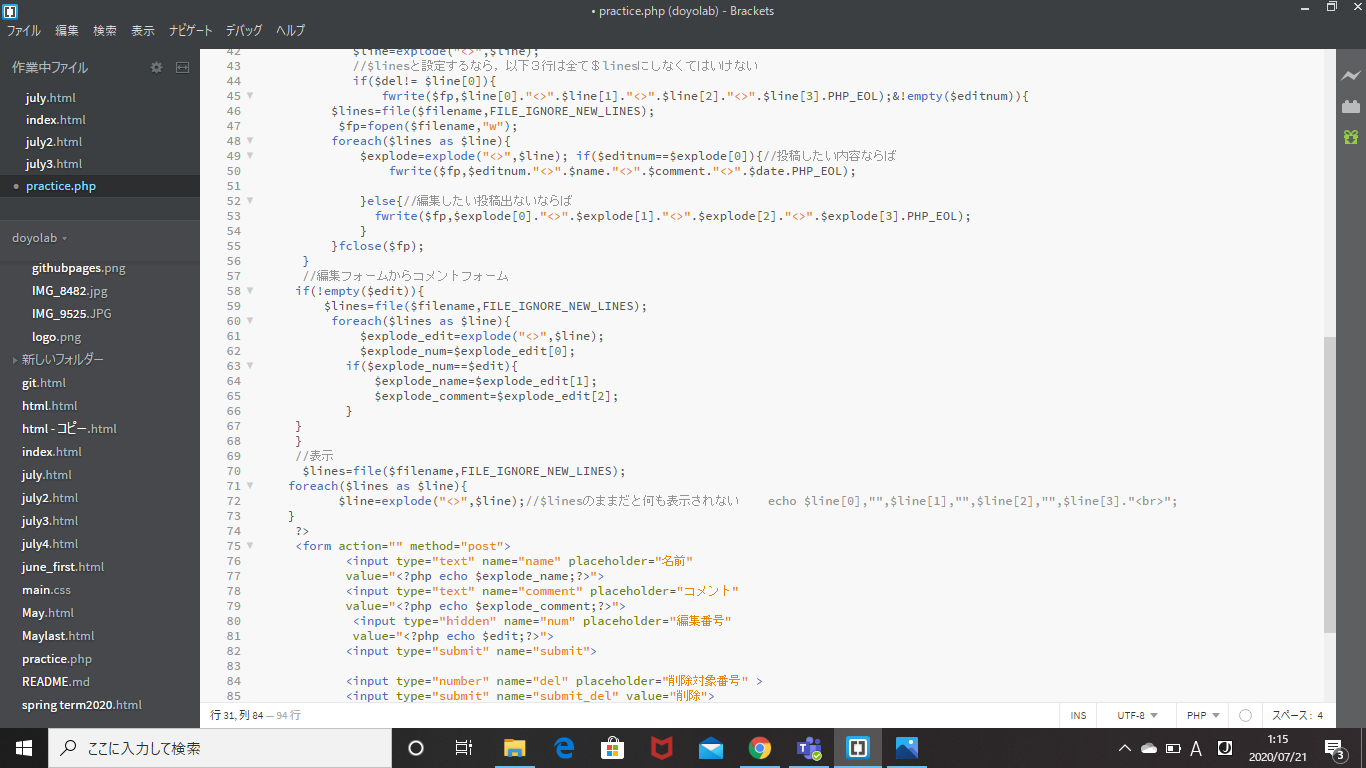 • practice.php (doyolab) - Brackets
ファイル 編集 検索 表示 ナビゲート デバッグ ヘルプ
作業中ファイル
july.html
index.html
july2.html
july3.html
• practice.php
doyolab
githubpages.png
IMG_8482.jpg
IMG_9525.JPG
logo.png
新しいフォルダー
git.html
html.html
html - コピー.html
index.html
july.html
july2.html
july3.html
july4.html
june_first.html
main.css
May.html
Maylast.html
practice.php
README.md
spring term2020.html
42 $line=explode("<>",$line);
43 //$linesと設定するなら，以下３行は全て＄linesにしなくてはいけない
44 if($del!= $line[0]){
45 fwrite($fp,$line[0]."<>".$line[1]."<>".$line[2]."<>".$line[3].PHP_EOL);&!empty($editnum)){
46 $lines=file($filename,FILE_IGNORE_NEW_LINES);
47 $fp=fopen($filename,"w");
48 foreach($lines as $line){
49 $explode=explode("<>",$line); if($editnum==$explode[0]){//投稿したい内容ならば
50 fwrite($fp,$editnum."<>".$name."<>".$comment."<>".$date.PHP_EOL);
51
52 }else{//編集したい投稿出ないならば
53 fwrite($fp,$explode[0]."<>".$explode[1]."<>".$explode[2]."<>".$explode[3].PHP_EOL);
54 }
55 }fclose($fp);
56 }
57 //編集フォームからコメントフォーム
58 if(!empty($edit)){
59 $lines=file($filename,FILE_IGNORE_NEW_LINES);
60 foreach($lines as $line){
61 $explode_edit=explode("<>",$line);
62 $explode_num=$explode_edit[0];
63 if($explode_num==$edit){
64 $explode_name=$explode_edit[1];
65 $explode_comment=$explode_edit[2];
66 }
67 }
68 }
69 //表示
70 $lines=file($filename,FILE_IGNORE_NEW_LINES);
71 foreach($lines as $line){
72 $line=explode("<>",$line);//$linesのままだと何も表示されない echo $line[0],"",$line[1],"",$line[2],"",$line[3]."<br>";
73 }
74 ?>
75 <form action="" method="post">
76 <input type="text" name="name" placeholder="名前"
77 value="<?php echo $explode_name;?>">
78 <input type="text" name="comment" placeholder="コメント"
79 value="<?php echo $explode_comment;?>">
80 <input type="hidden" name="num" placeholder="編集番号"
81 value="<?php echo $edit;?>">
82 <input type="submit" name="submit">
83
84 <input type="number" name="del" placeholder="削除対象番号" >
85 <input type="submit" name="submit_del" value="削除">
行 31, 列 84 — 94 行
INS UTF-8 PHP スペース： 4
ここに入力して検索
A
1:15
2020/07/21
3